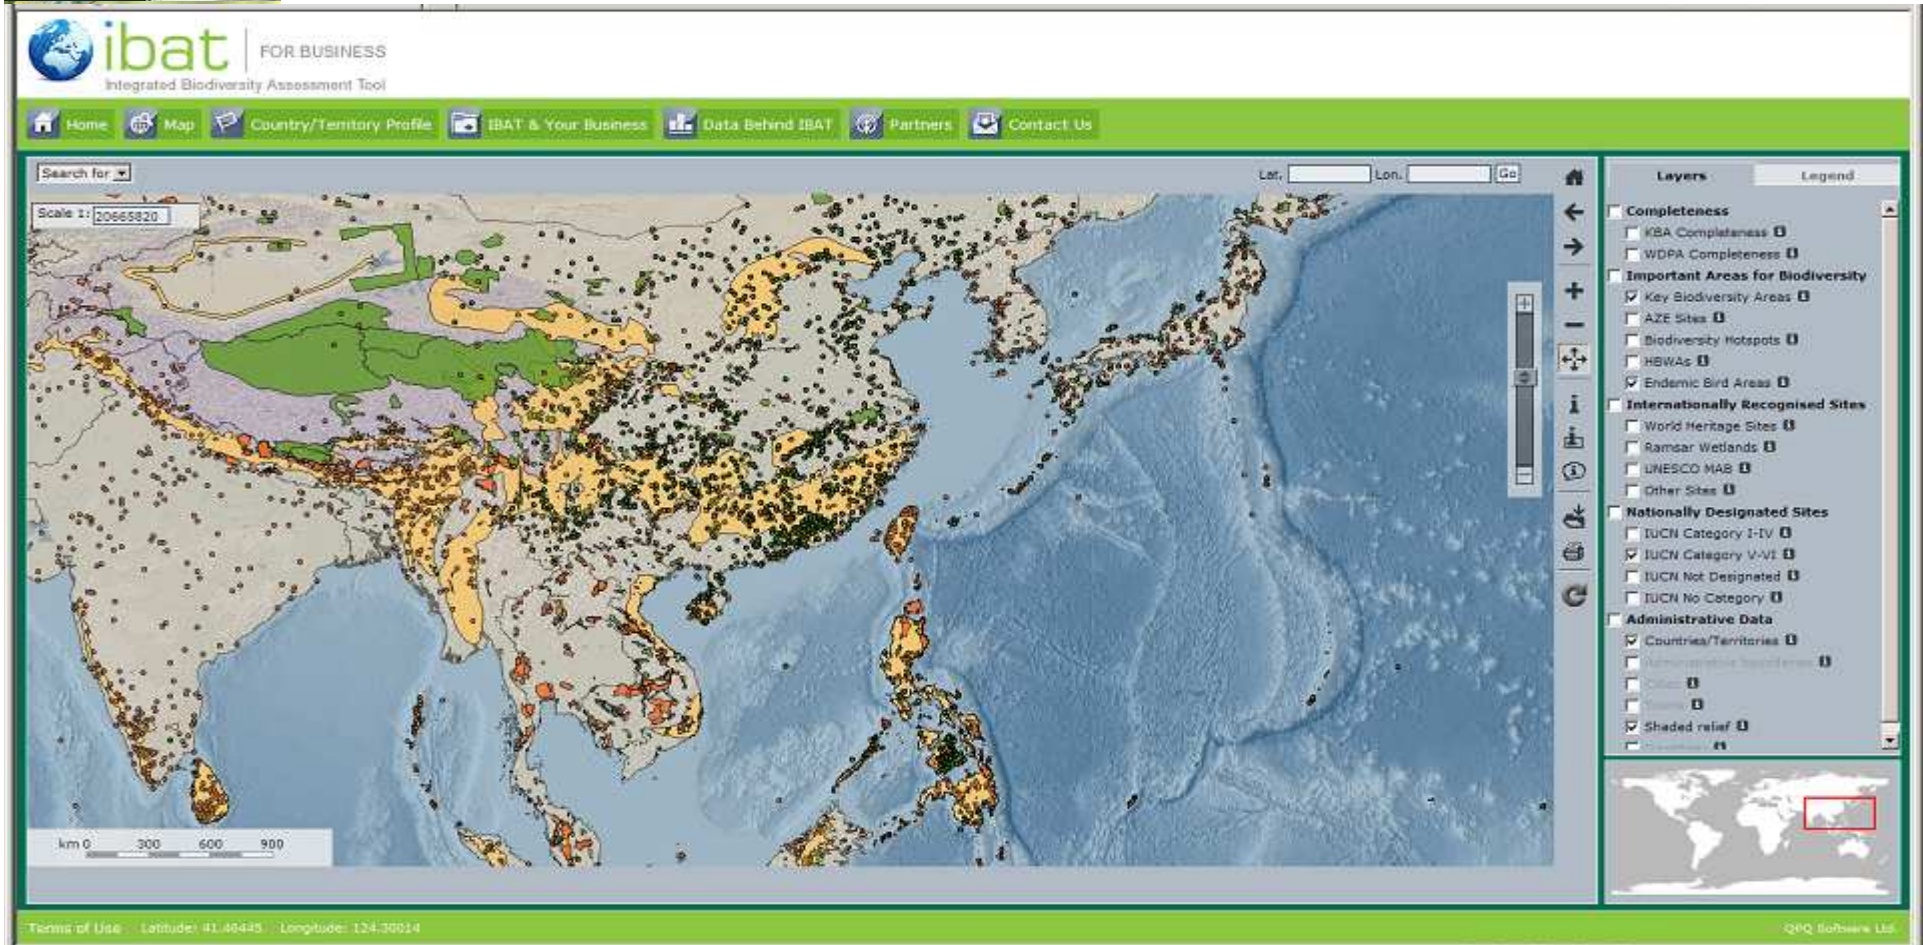 ibat FOR BUSINESS
Integrated Biodiversity Assessment Tool
Home Map Country/Territory Profile IBAT & Your Business Data Behind IBAT Partners Contact Us
Search for Lat. Lon. Go
Scale 1: 20665820
km 0 300 600 900
Layers Legend
Completeness
KBA Completeness
WDPA Completeness
Important Areas for Biodiversity
Key Biodiversity Areas
AZE Sites
Biodiversity Hotspots
HBWAs
Endemic Bird Areas
Internationally Recognised Sites
World Heritage Sites
Ramsar Wetlands
UNESCO MAB
Other Sites
Nationally Designated Sites
IUCN Category I-IV
IUCN Category V-VI
IUCN Not Designated
IUCN No Category
Administrative Data
Countries/Territories
Shaded relief
Terms of Use Latitude: 41.46445 Longitude: 124.30014
QPQ Software Ltd.